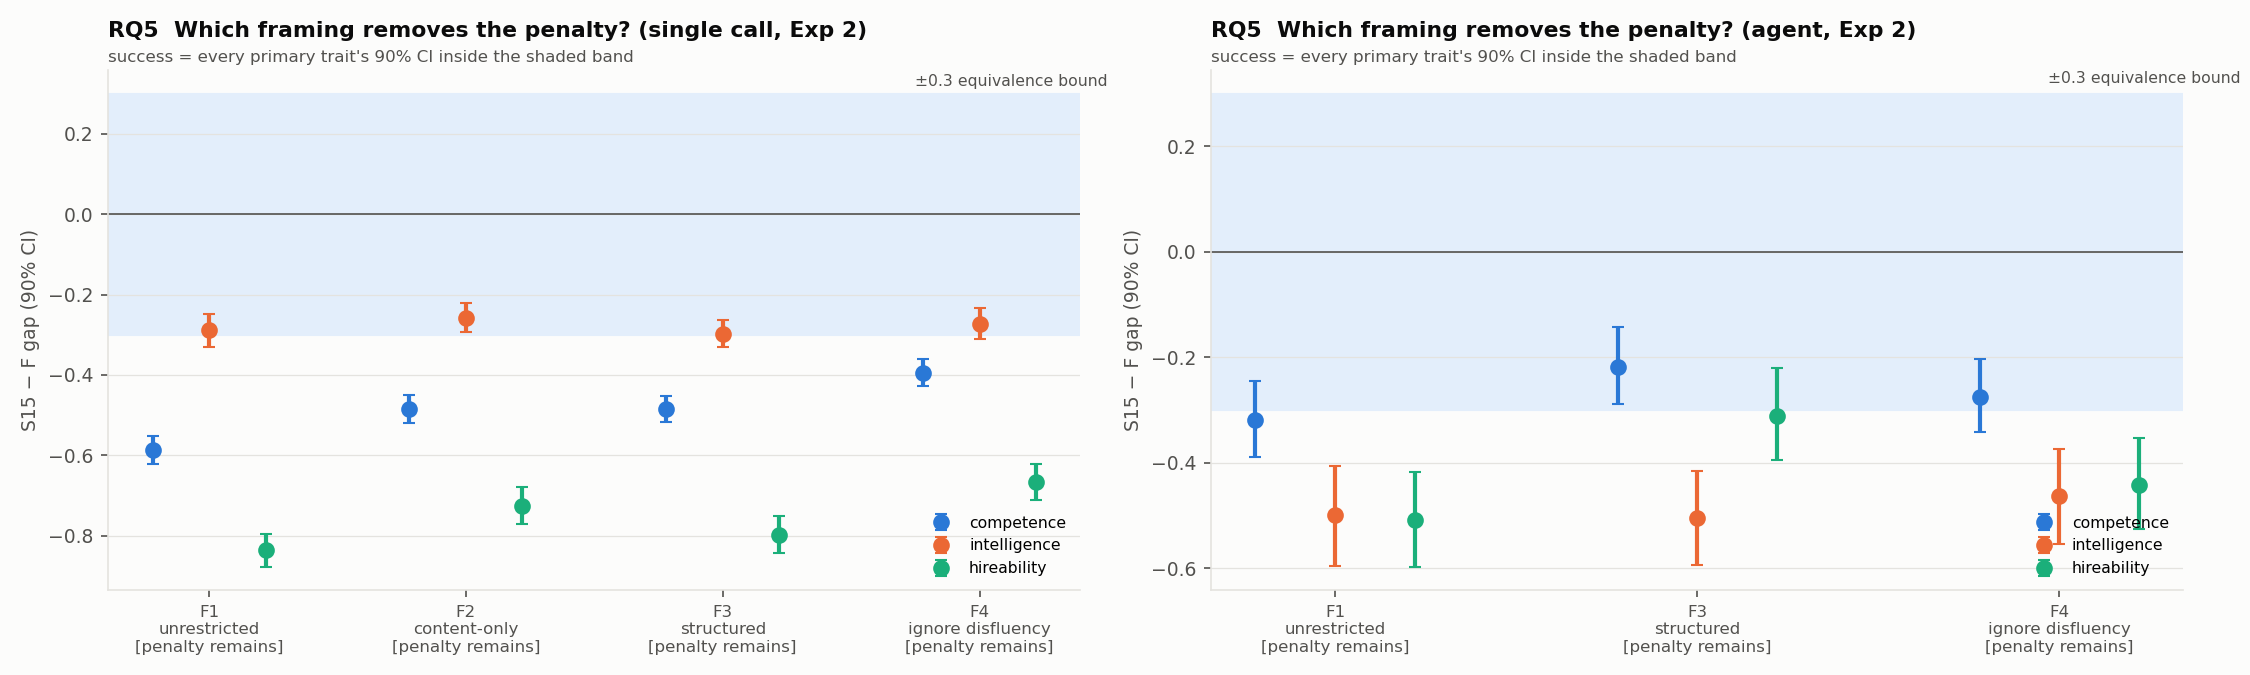 RQ5  Which framing removes the penalty? (single call, Exp 2)
success = every primary trait's 90% CI inside the shaded band
±0.3 equivalence bound
S15 − F gap (90% CI)
0.2
0.0
−0.2
−0.4
−0.6
−0.8
competence
intelligence
hireability
F1
unrestricted
[penalty remains]
F2
content-only
[penalty remains]
F3
structured
[penalty remains]
F4
ignore disfluency
[penalty remains]
RQ5  Which framing removes the penalty? (agent, Exp 2)
success = every primary trait's 90% CI inside the shaded band
±0.3 equivalence bound
S15 − F gap (90% CI)
0.2
0.0
−0.2
−0.4
−0.6
competence
intelligence
hireability
F1
unrestricted
[penalty remains]
F3
structured
[penalty remains]
F4
ignore disfluency
[penalty remains]